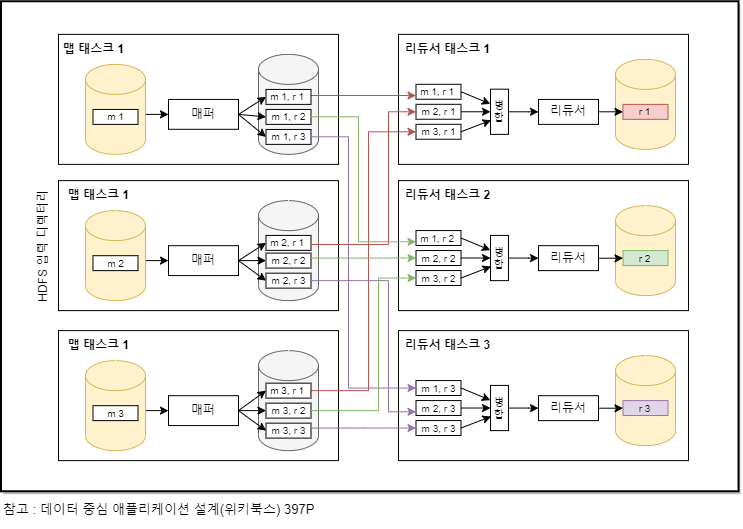 맵 태스크 1
m 1
매퍼
m 1, r 1
m 1, r 2
m 1, r 3
리듀서 태스크 1
m 1, r 1
m 2, r 1
m 3, r 1
병합
리듀서
r 1
HDFS 입력 디렉터리
맵 태스크 1
m 2
매퍼
m 2, r 1
m 2, r 2
m 2, r 3
리듀서 태스크 2
m 1, r 2
m 2, r 2
m 3, r 2
병합
리듀서
r 2
맵 태스크 1
m 3
매퍼
m 3, r 1
m 3, r 2
m 3, r 3
리듀서 태스크 3
m 1, r 3
m 2, r 3
m 3, r 3
병합
리듀서
r 3
참고 : 데이터 중심 애플리케이션 설계(위키북스) 397P